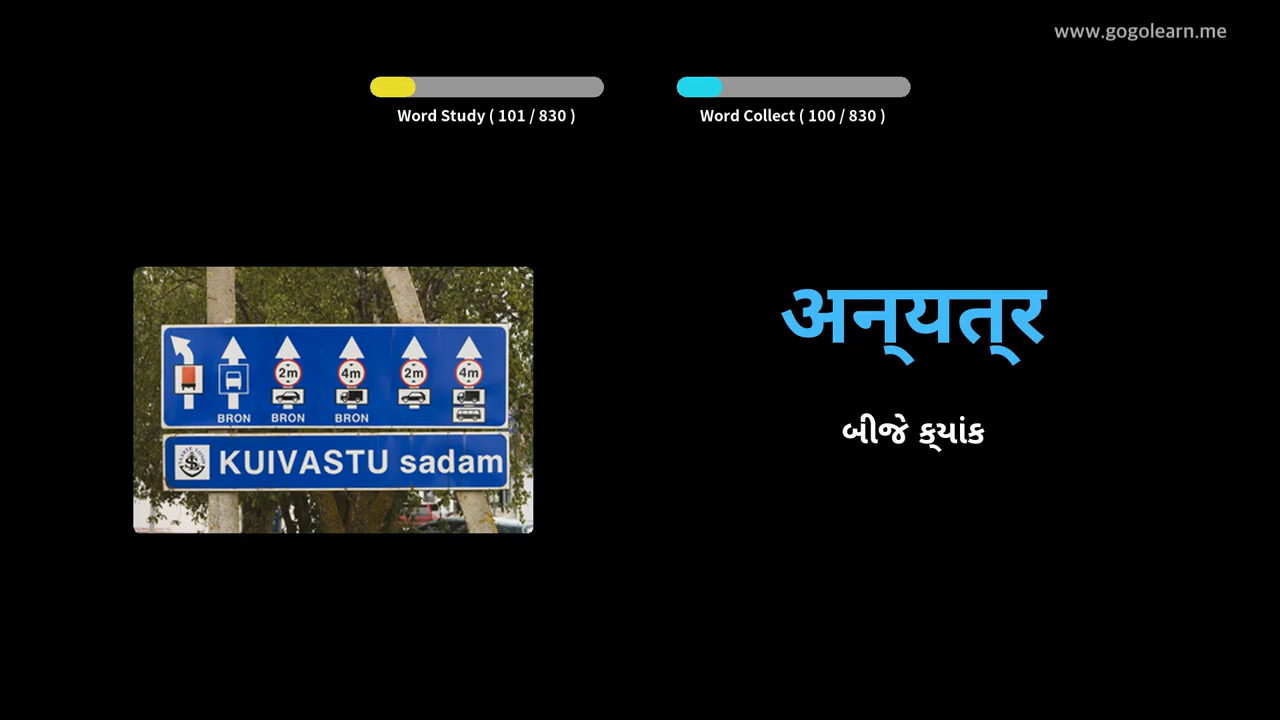 www.gogolearn.me
Word Study ( 101 / 830 )
Word Collect ( 100 / 830 )
2m 4m 2m 4m
BRON BRON BRON
KUIVASTU sadam
अन्‌यत्‌र
બીજે ક્‌યાંક